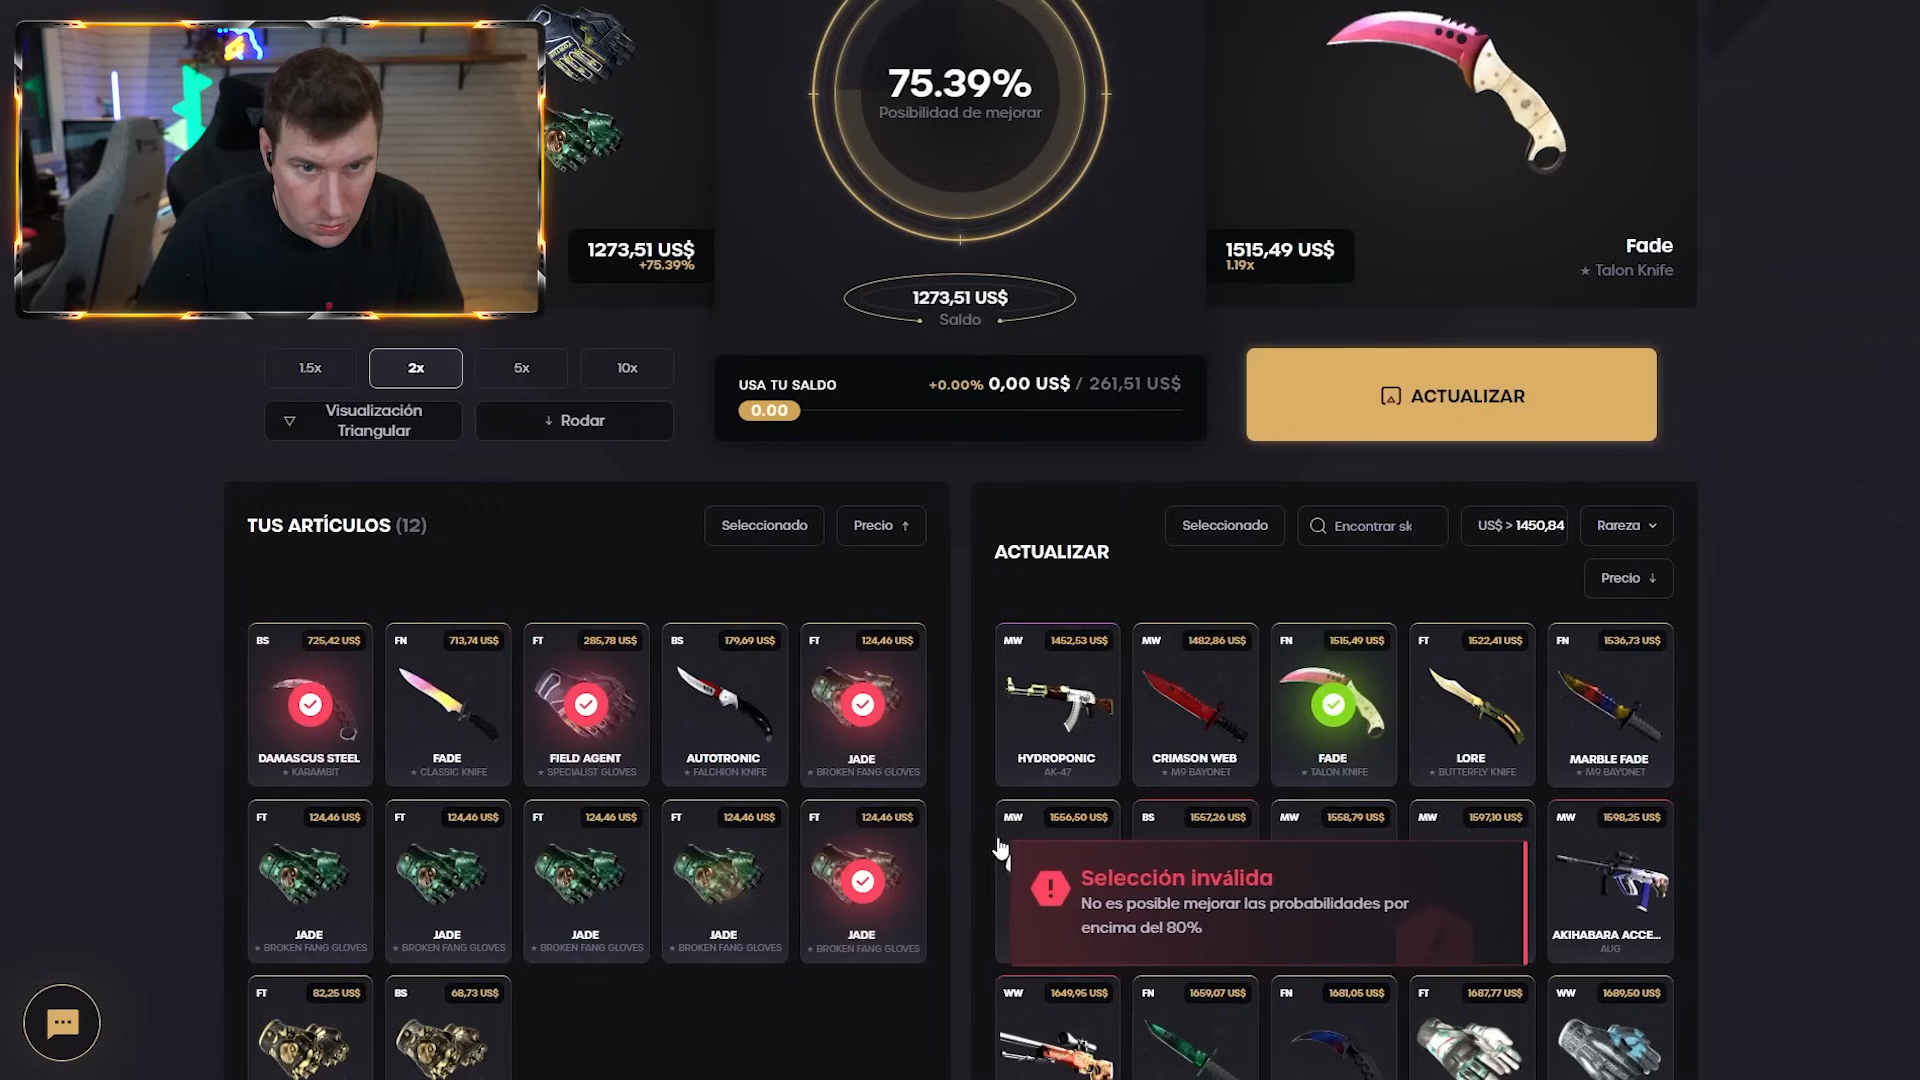 75.39%
Posibilidad de mejorar
1273,51 US$
+75.39%
1515,49 US$
1.19x
Fade
★ Talon Knife
1273,51 US$
Saldo
1.5x
2x
5x
10x
Visualización
Triangular
↓ Rodar
USA TU SALDO
+0.00% 0,00 US$ / 261,51 US$
0.00
ACTUALIZAR
TUS ARTÍCULOS (12)
Seleccionado
Precio ↑
BS 725,42 US$
DAMASCUS STEEL
★ KARAMBIT
FN 713,74 US$
FADE
★ CLASSIC KNIFE
FT 285,78 US$
FIELD AGENT
★ SPECIALIST GLOVES
BS 179,69 US$
AUTOTRONIC
★ FALCHION KNIFE
FT 124,46 US$
JADE
★ BROKEN FANG GLOVES
FT 124,46 US$
JADE
★ BROKEN FANG GLOVES
FT 124,46 US$
JADE
★ BROKEN FANG GLOVES
FT 124,46 US$
JADE
★ BROKEN FANG GLOVES
FT 124,46 US$
JADE
★ BROKEN FANG GLOVES
FT 124,46 US$
JADE
★ BROKEN FANG GLOVES
FT 82,25 US$
BS 68,73 US$
ACTUALIZAR
Seleccionado
Encontrar sk
US$ > 1450,84
Rareza
Precio ↓
MW 1452,53 US$
HYDROPONIC
AK-47
MW 1482,86 US$
CRIMSON WEB
★ M9 BAYONET
FN 1515,49 US$
FADE
★ TALON KNIFE
FT 1522,41 US$
LORE
★ BUTTERFLY KNIFE
FN 1536,73 US$
MARBLE FADE
★ M9 BAYONET
MW 1556,50 US$
BS 1557,26 US$
MW 1558,79 US$
MW 1597,10 US$
MW 1598,25 US$
AKIHABARA ACCE...
AUG
Selección inválida
No es posible mejorar las probabilidades por
encima del 80%
WW 1649,95 US$
FN 1659,07 US$
FN 1681,05 US$
FT 1687,77 US$
WW 1689,50 US$